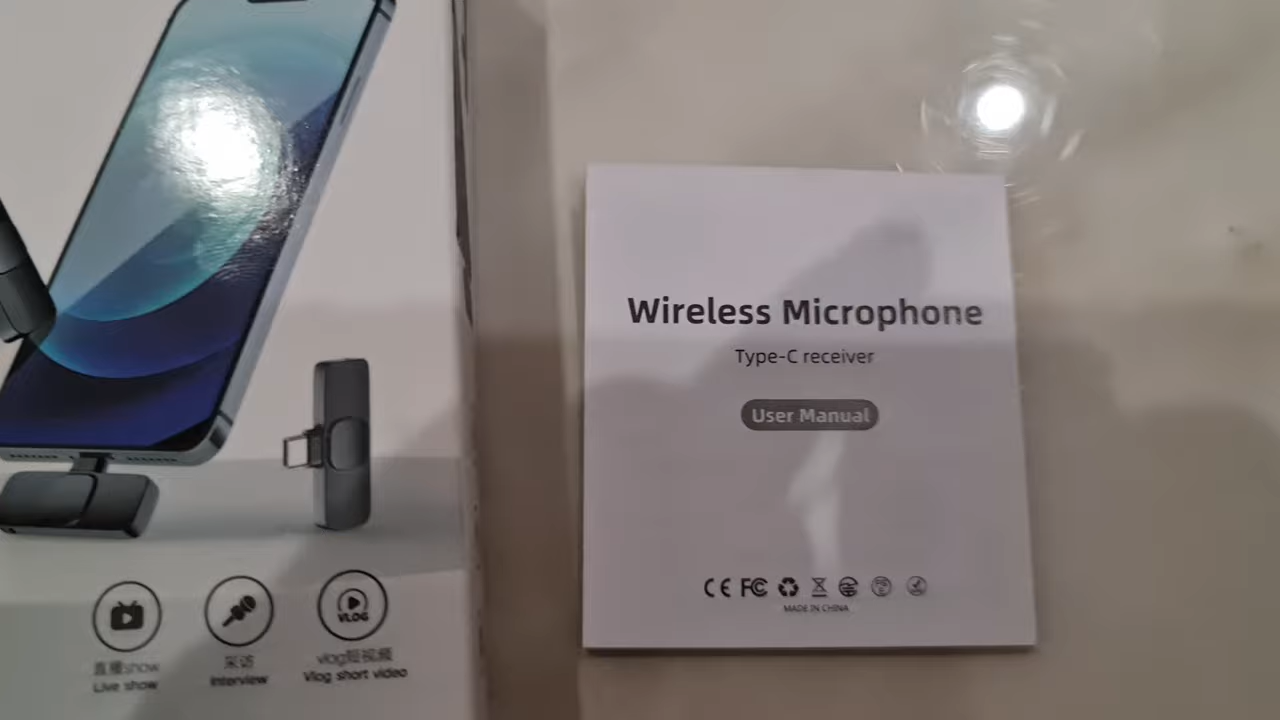 VLOG
直播show
Live show
采访
Interview
vlog短视频
Vlog short video
Wireless Microphone
Type-C receiver
User Manual
CE FC
MADE IN CHINA